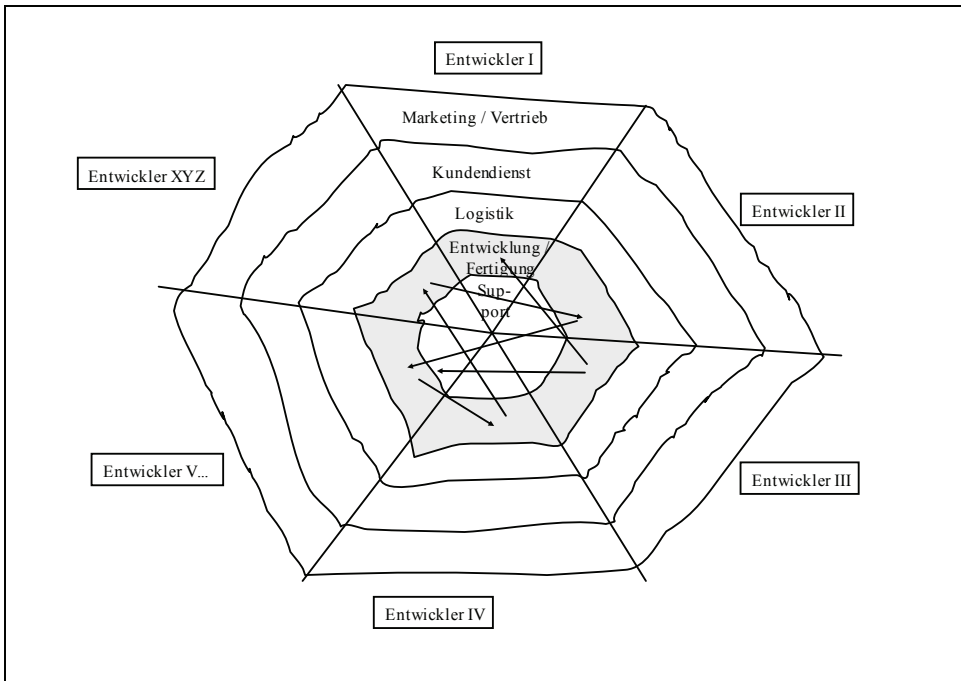 Entwickler I
Marketing / Vertrieb
Entwickler XYZ
Kundendienst
Entwickler II
Logistik
Entwicklung /
Fertigung
Sup-
port
Entwickler V...
Entwickler III
Entwickler IV